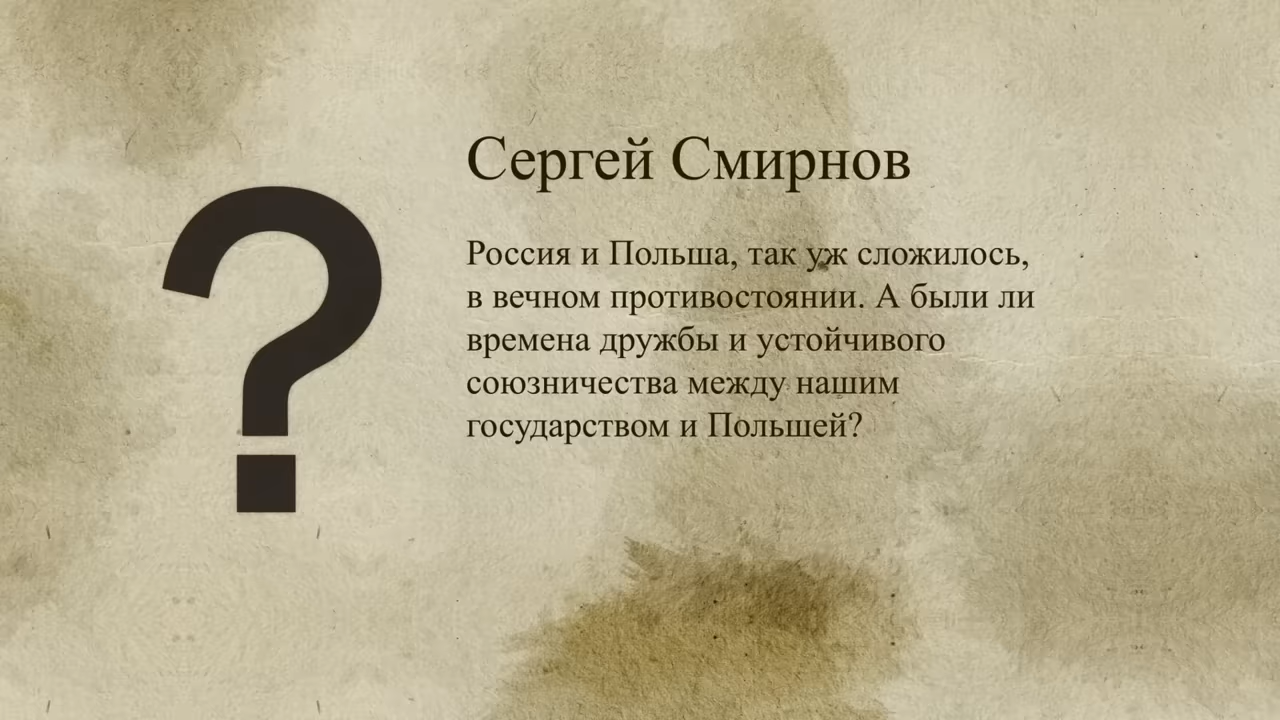 Сергей Смирнов
Россия и Польша, так уж сложилось,
в вечном противостоянии. А были ли
времена дружбы и устойчивого
союзничества между нашим
государством и Польшей?
?